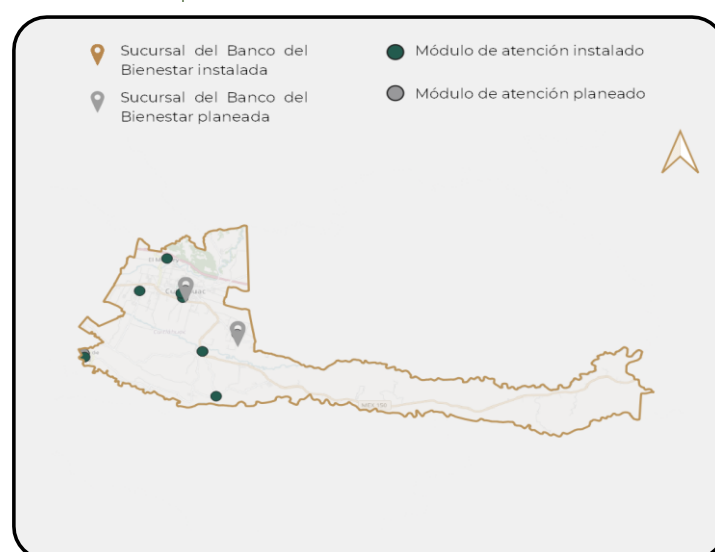 Sucursal del Banco del
Bienestar instalada
Sucursal del Banco del
Bienestar planeada
Módulo de atención instalado
Módulo de atención planeado